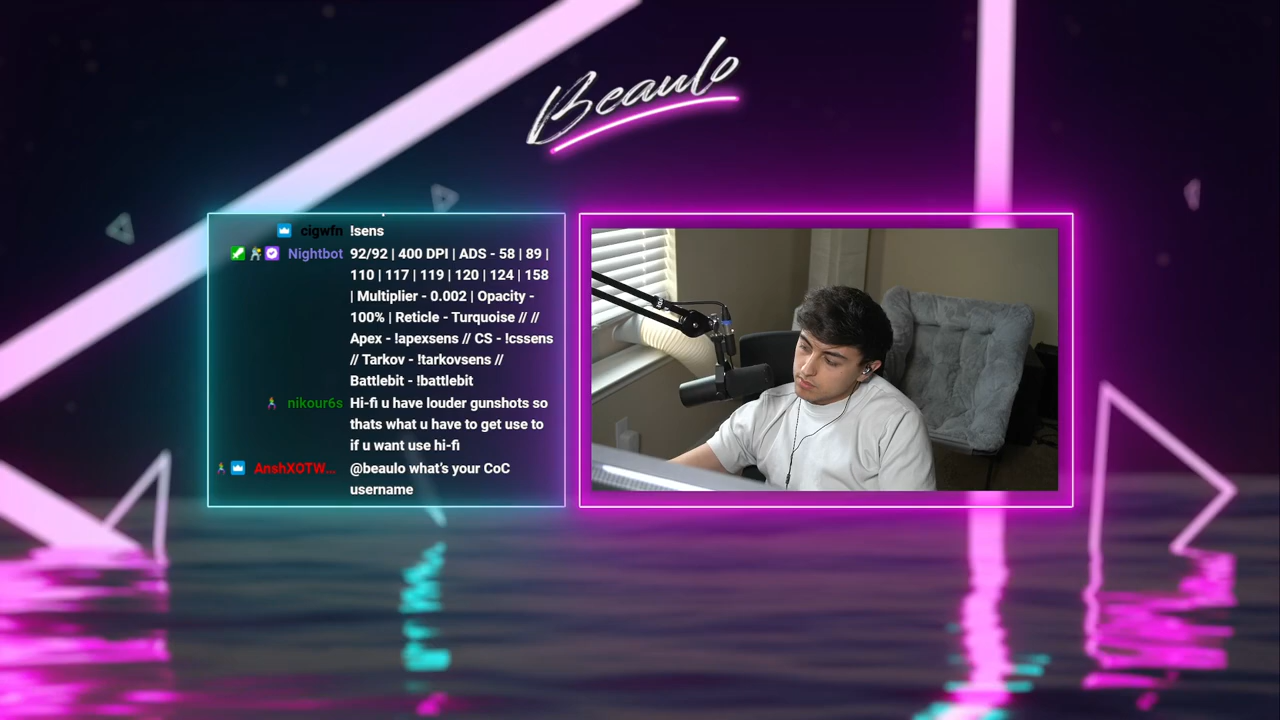 Beaulo
cigwfn !sens
Nightbot 92/92 | 400 DPI | ADS - 58 | 89 |
110 | 117 | 119 | 120 | 124 | 158
| Multiplier - 0.002 | Opacity -
100% | Reticle - Turquoise // //
Apex - !apexsens // CS - !cssens
// Tarkov - !tarkovsens //
Battlebit - !battlebit
nikour6s Hi-fi u have louder gunshots so
thats what u have to get use to
if u want use hi-fi
AnshXOTW... @beaulo what's your CoC
username